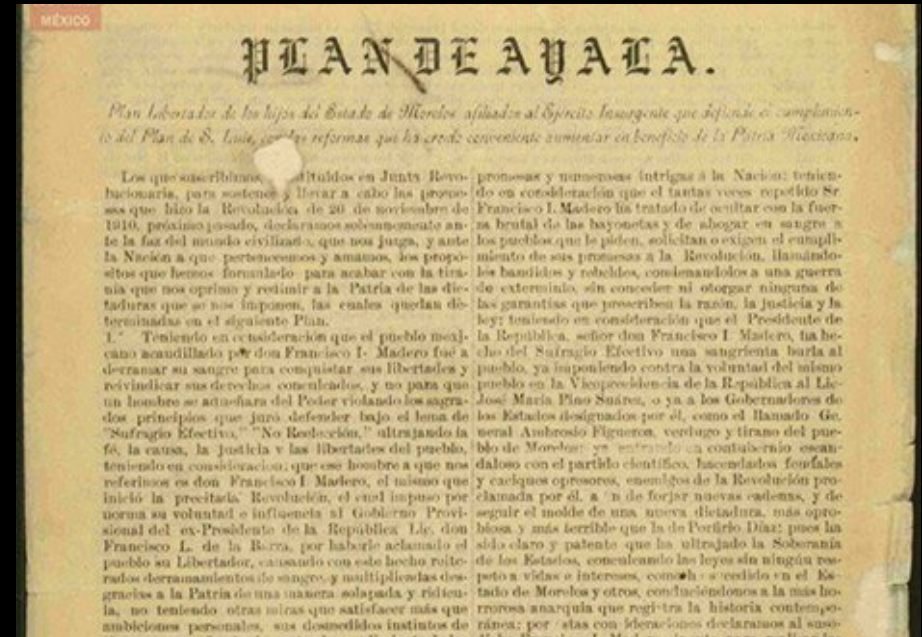 MÉXICO
PLAN DE AYALA.
Plan Libertador de los hijos del Estado de Morelos afiliados al Ejército Insurgente que defiende el cumplimien-
to del Plan de S. Luis, con las reformas que ha creído conveniente aumentar en beneficio de la Patria Mexicana.
Los que suscribimos, constituidos en Junta Revo-
lucionaria, para sostener y llevar a cabo las prome-
sas que hizo la Revolución de 20 de noviembre de
1910, próximo pasado, declaramos solemnemente an-
te la faz del mundo civilizado, que nos juzga, y ante
la Nación a que pertenecemos y amamos, los propó-
sitos que hemos formulado para acabar con la tira-
nía que nos oprime y redimir a la Patria de las dic-
taduras que se nos imponen, las cuales quedan de-
terminadas en el siguiente Plan.
1.° Teniendo en consideración que el pueblo mexi-
cano acaudillado por don Francisco I. Madero fué a
derramar su sangre para conquistar sus libertades y
reivindicar sus derechos conculcados, y no para que
un hombre se adueñara del Poder violando los sagra-
dos principios que juró defender bajo el lema de
"Sufragio Efectivo," "No Reelección," ultrajando la
fé, la causa, la justicia y las libertades del pueblo,
teniendo en consideración: que ese hombre a que nos
referimos es don Francisco I. Madero, el mismo que
inició la precitada Revolución, el cual impuso por
norma su voluntad e influencia al Gobierno Provi-
sional del ex-Presidente de la República Lic. don
Francisco L. de la Barra, por haberle aclamado el
pueblo su Libertador, causando con este hecho reite-
rados derramamientos de sangre, y multiplicadas des-
gracias a la Patria de una manera solapada y ridícu-
la, no teniendo otras miras que satisfacer más que
ambiciones personales, sus desmedidos instintos de
promesas y numerosas intrigas á la Nación; tenien-
do en consideración que el tantas veces repetido Sr.
Francisco I. Madero ha tratado de ocultar con la fuer-
za brutal de las bayonetas y de ahogar en sangre a
los pueblos que le piden, solicitan o exigen el cumpli-
miento de sus promesas a la Revolución, llamándo-
les bandidos y rebeldes, condenandolos a una guerra
de exterminio, sin conceder ni otorgar ninguna de
las garantías que prescriben la razón, la justicia y la
ley; teniendo en consideración que el Presidente de
la República, señor don Francisco I. Madero, ha he-
cho del Sufragio Efectivo una sangrienta burla al
pueblo, ya imponiendo contra la voluntad del mismo
pueblo en la Vicepresidencia de la República al Lic.
José María Pino Suárez, o ya a los Gobernadores de
los Estados designados por él, como el llamado Ge-
neral Ambrosio Figueroa, verdugo y tirano del pue-
blo de Morelos; ya entrando en contubernio escan-
daloso con el partido científico, hacendados feudales
y caciques opresores, enemigos de la Revolución pro-
clamada por él, a fin de forjar nuevas cadenas, y de
seguir el molde de una nueva dictadura, más opro-
biosa y más terrible que la de Porfirio Díaz; pues ha
sido claro y patente que ha ultrajado la Soberanía
de los Estados, conculcando las leyes sin ningún res-
peto a vidas e intereses, como ha sucedido en el Es-
tado de Morelos y otros, conduciéndonos a la más ho-
rrorosa anarquía que registra la historia contempo-
ránea; por estas consideraciones declaramos al suso-